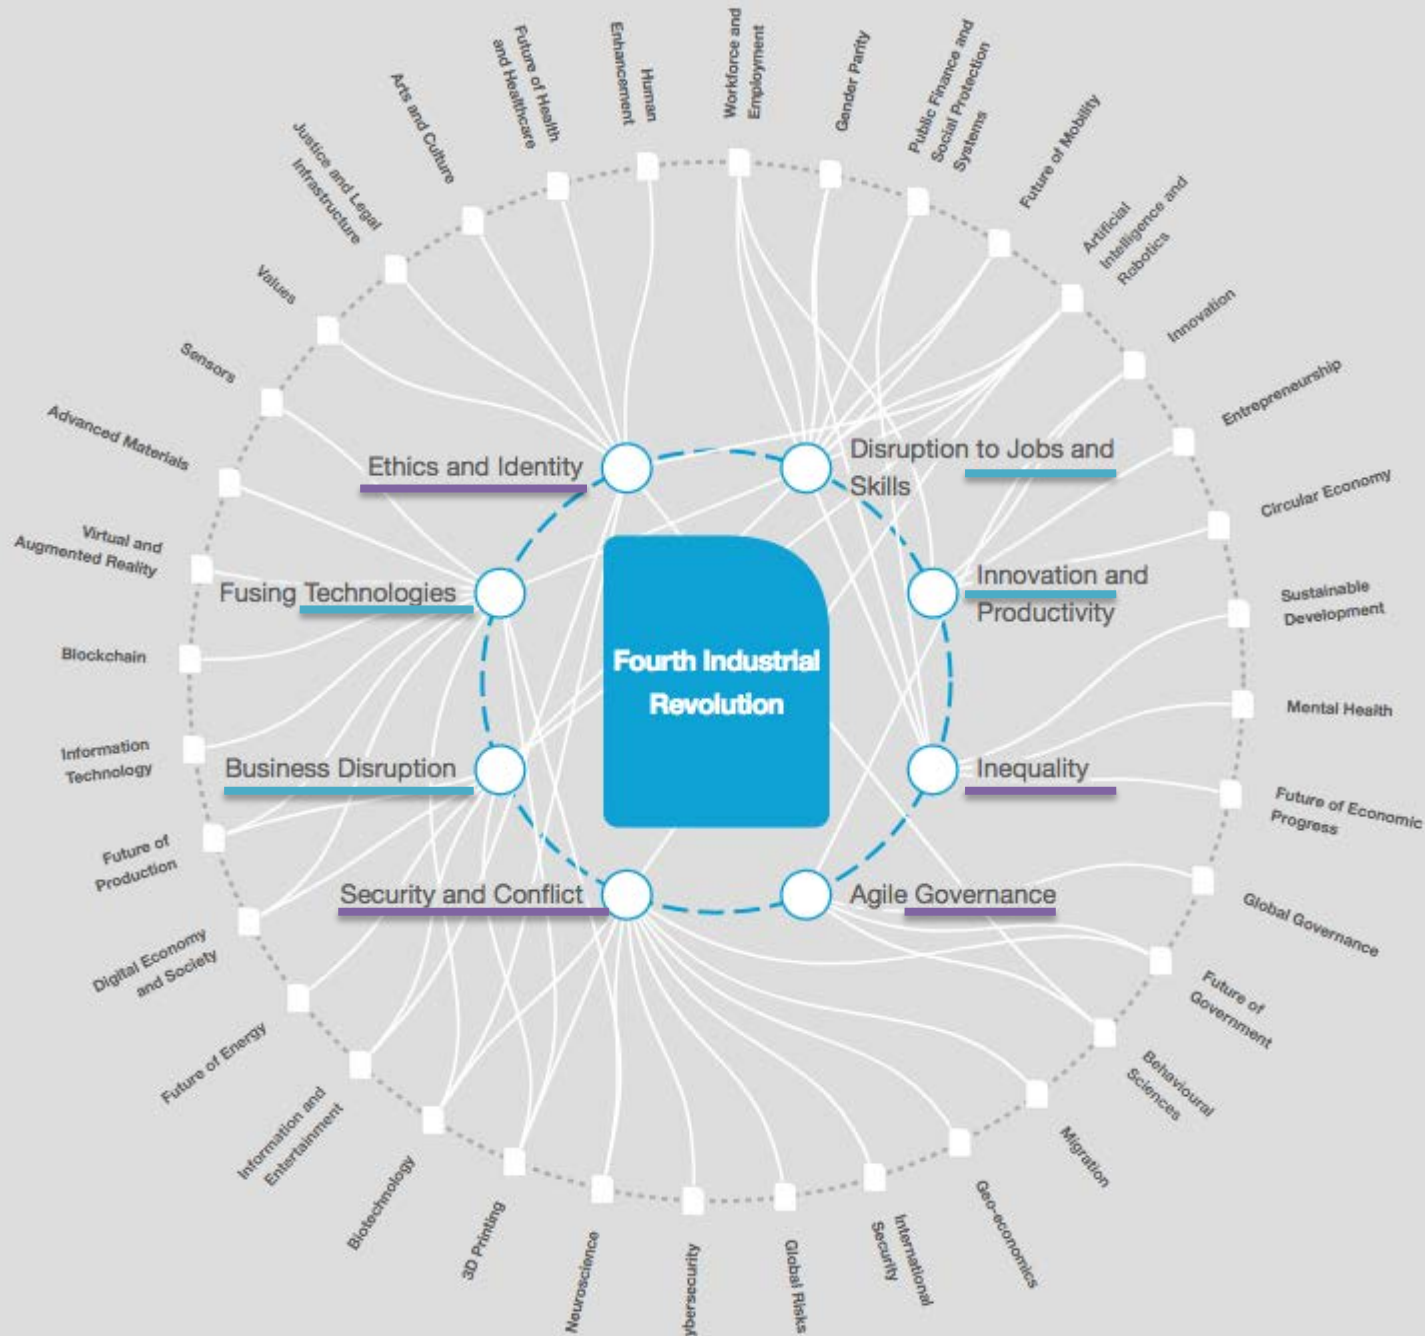 Human
Enhancement
Workforce and
Employment
Gender Parity
Public Finance and
Social Protection
Systems
Future of Mobility
Artificial
Intelligence and
Robotics
Innovation
Entrepreneurship
Circular Economy
Sustainable
Development
Mental Health
Future of Economic
Progress
Global Governance
Future of
Government
Behavioural
Sciences
Migration
Geo-economics
International
Security
Global Risks
ybersecurity
Neuroscience
3D Printing
Biotechnology
Information and
Entertainment
Future of Energy
Digital Economy
and Society
Future of
Production
Information
Technology
Blockchain
Virtual and
Augmented Reality
Advanced Materials
Sensors
Values
Justice and Legal
Infrastructure
Arts and Culture
Future of Health
and Healthcare
Ethics and Identity
Disruption to Jobs and
Skills
Fusing Technologies
Innovation and
Productivity
Fourth Industrial
Revolution
Business Disruption
Inequality
Security and Conflict
Agile Governance